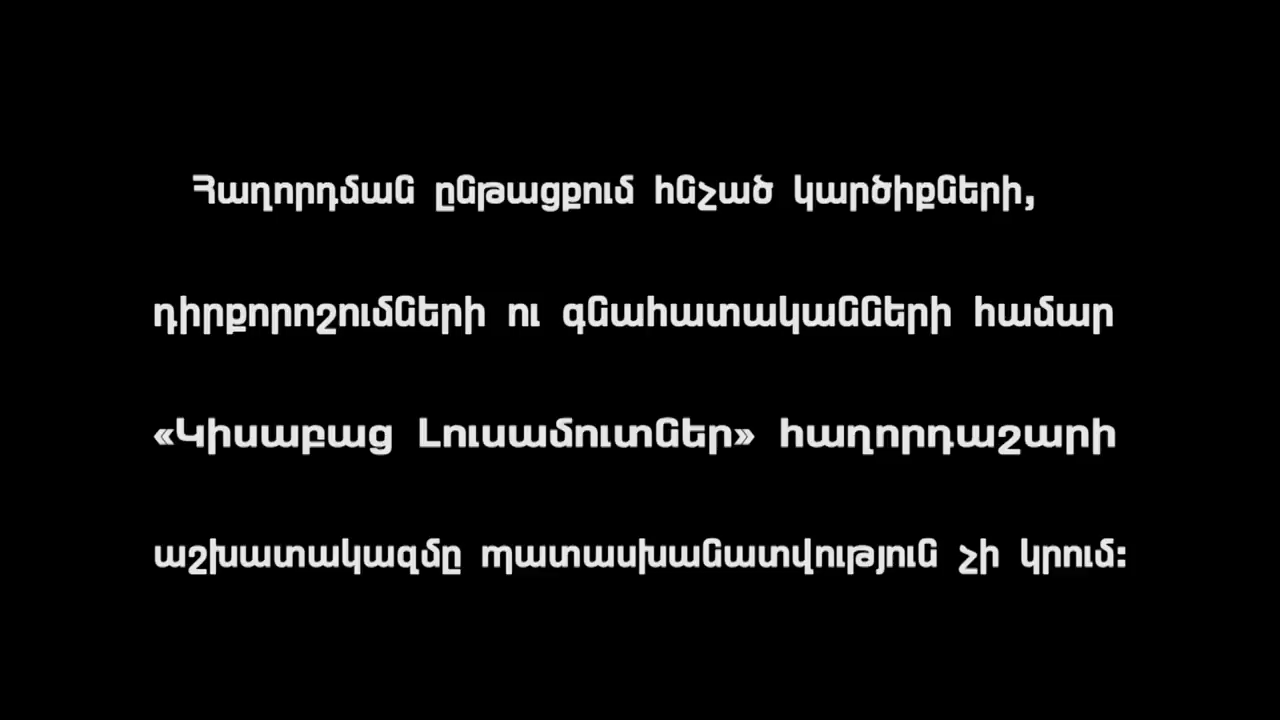 Հաղորդման ընթացքում հնչած կարծիքների,
դիրքորոշումների ու գնահատականների համար
«Կիսաբաց Լուսամուտներ» հաղորդաշարի
աշխատակազմը պատասխանատվություն չի կրում: